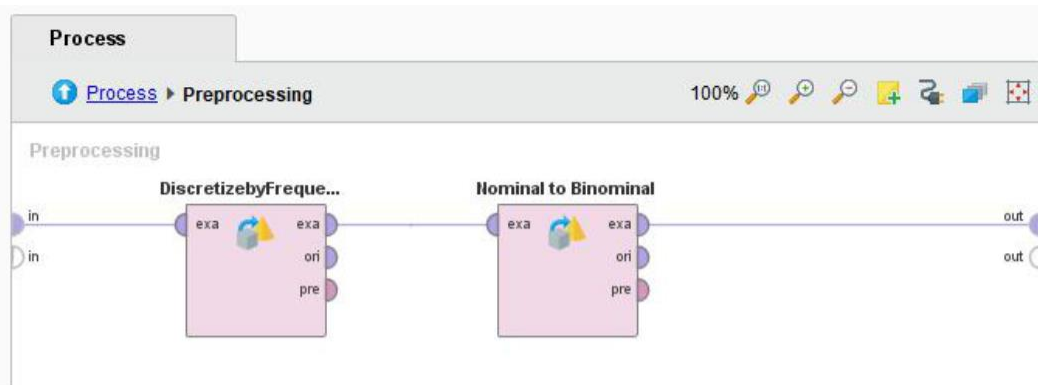 Process
Process ▸ Preprocessing 100%
Preprocessing
DiscretizebyFreque... Nominal to Binominal
in exa exa exa exa out
in ori ori out
pre pre